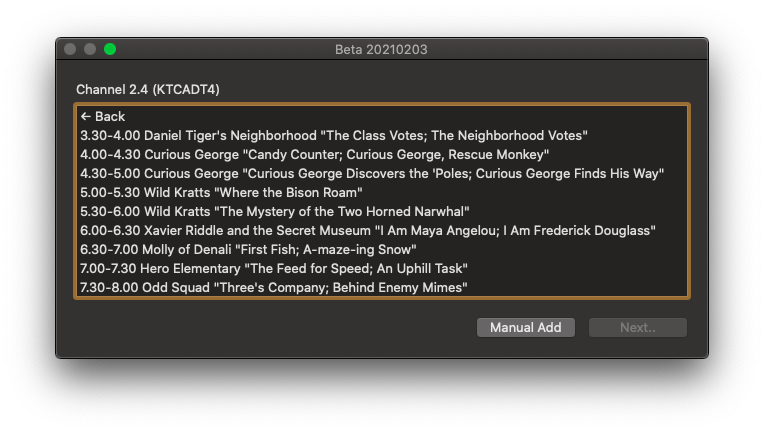 Beta 20210203
Channel 2.4 (KTCADT4)
← Back
3.30-4.00 Daniel Tiger's Neighborhood "The Class Votes; The Neighborhood Votes"
4.00-4.30 Curious George "Candy Counter; Curious George, Rescue Monkey"
4.30-5.00 Curious George "Curious George Discovers the 'Poles; Curious George Finds His Way"
5.00-5.30 Wild Kratts "Where the Bison Roam"
5.30-6.00 Wild Kratts "The Mystery of the Two Horned Narwhal"
6.00-6.30 Xavier Riddle and the Secret Museum "I Am Maya Angelou; I Am Frederick Douglass"
6.30-7.00 Molly of Denali "First Fish; A-maze-ing Snow"
7.00-7.30 Hero Elementary "The Feed for Speed; An Uphill Task"
7.30-8.00 Odd Squad "Three's Company; Behind Enemy Mimes"
Manual Add
Next..